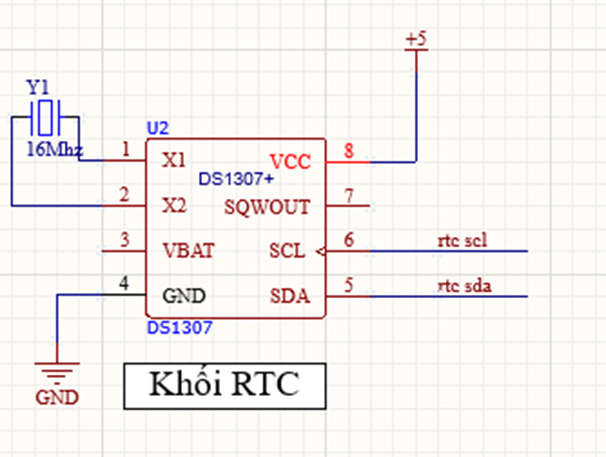 +5
Y1
16Mhz
U2
1
X1
VCC
8
DS1307+
2
X2
SQWOUT
7
3
VBAT
SCL
6
rtc scl
4
GND
SDA
5
rtc sda
DS1307
GND
Khối RTC